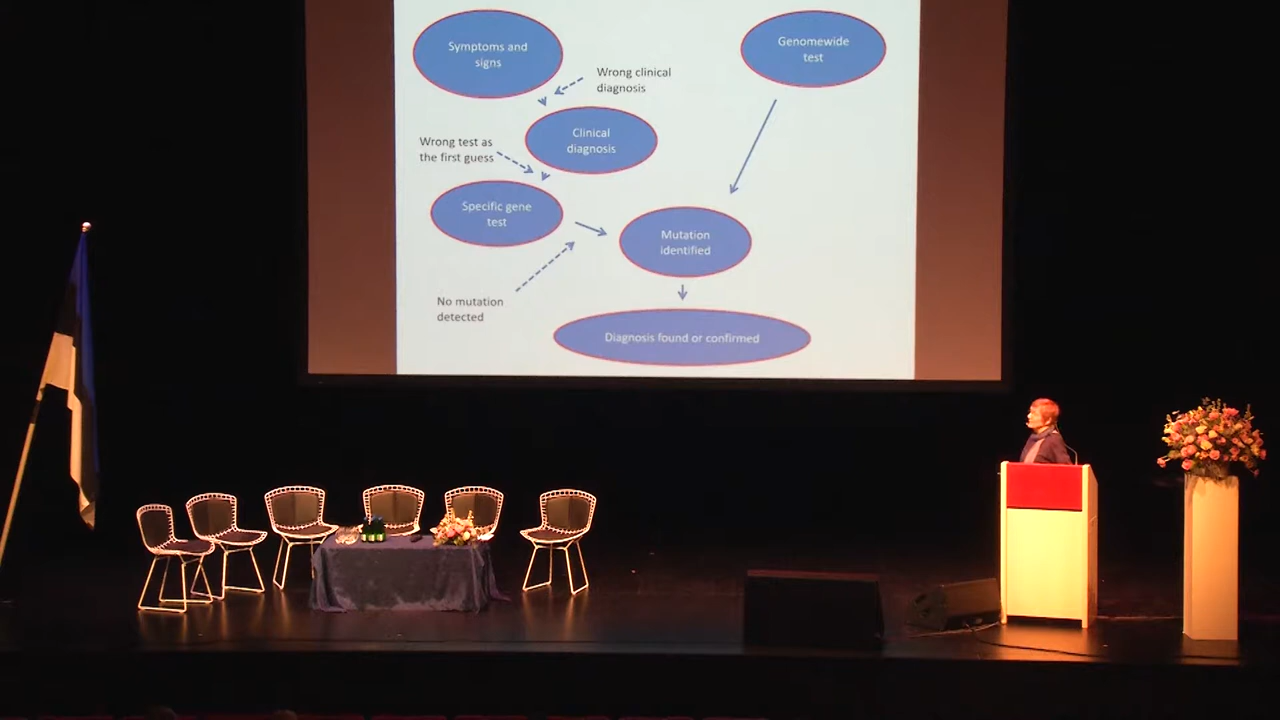 Symptoms and
signs
Genomewide
test
Wrong clinical
diagnosis
Clinical
diagnosis
Wrong test as
the first guess
Specific gene
test
Mutation
identified
No mutation
detected
Diagnosis found or confirmed